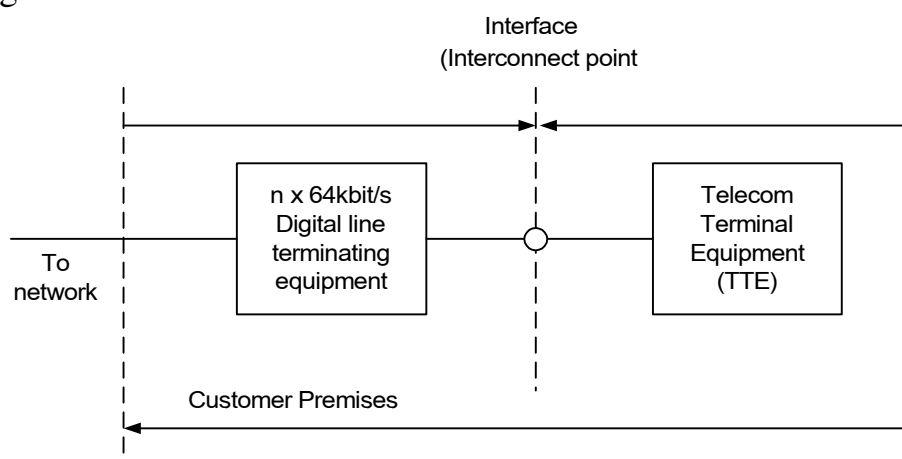 Interface
(Interconnect point
n x 64kbit/s
Digital line
terminating
equipment
Telecom
Terminal
Equipment
(TTE)
To
network
Customer Premises